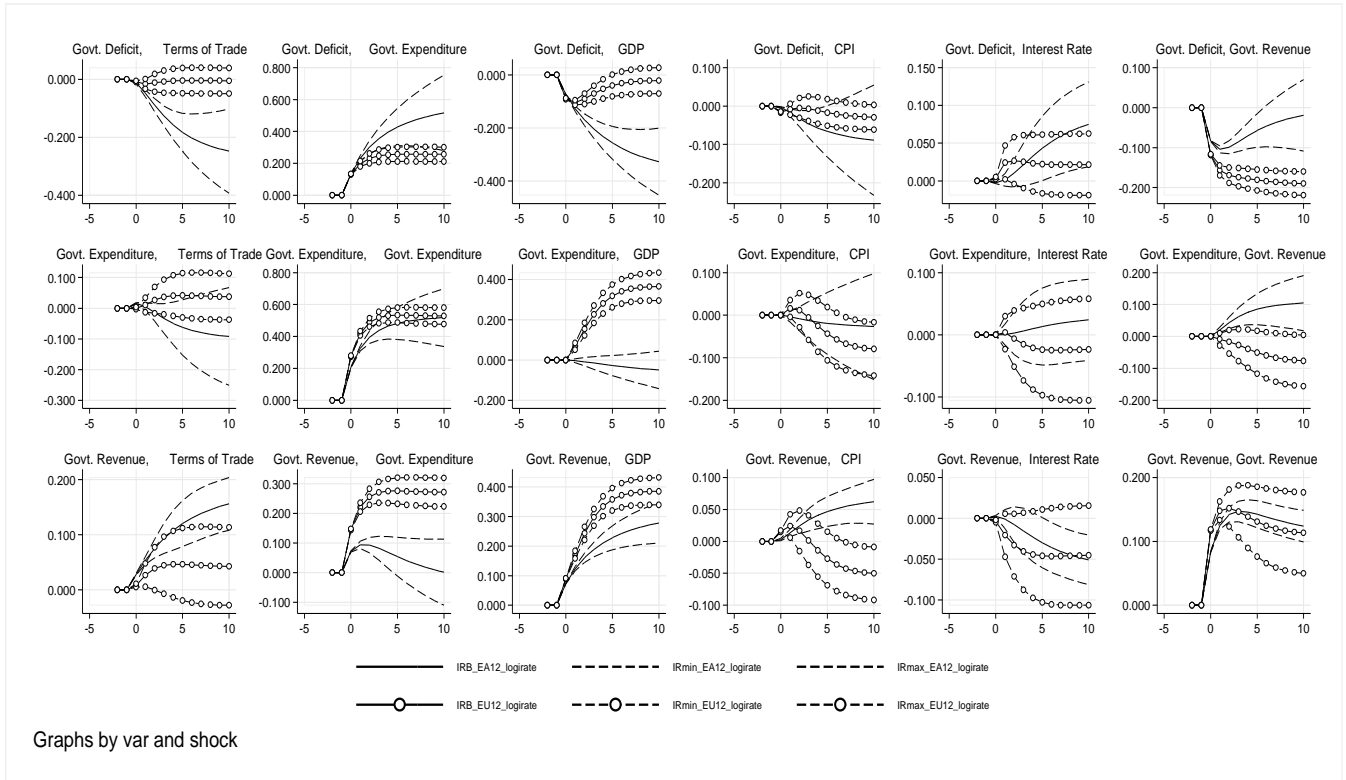 Govt. Deficit, Terms of Trade
0.000
-0.200
-0.400
-5 0 5 10
Govt. Deficit, Govt. Expenditure
0.800
0.600
0.400
0.200
0.000
-5 0 5 10
Govt. Deficit, GDP
0.000
-0.200
-0.400
-5 0 5 10
Govt. Deficit, CPI
0.100
0.000
-0.100
-0.200
-5 0 5 10
Govt. Deficit, Interest Rate
0.150
0.100
0.050
0.000
-5 0 5 10
Govt. Deficit, Govt. Revenue
0.100
0.000
-0.100
-0.200
-5 0 5 10
Govt. Expenditure, Terms of Trade
0.100
0.000
-0.100
-0.200
-0.300
-5 0 5 10
Govt. Expenditure, Govt. Expenditure
0.800
0.600
0.400
0.200
0.000
-5 0 5 10
Govt. Expenditure, GDP
0.400
0.200
0.000
-0.200
-5 0 5 10
Govt. Expenditure, CPI
0.100
0.000
-0.100
-0.200
-5 0 5 10
Govt. Expenditure, Interest Rate
0.100
0.000
-0.100
-5 0 5 10
Govt. Expenditure, Govt. Revenue
0.200
0.100
0.000
-0.100
-0.200
-5 0 5 10
Govt. Revenue, Terms of Trade
0.200
0.100
0.000
-5 0 5 10
Govt. Revenue, Govt. Expenditure
0.300
0.200
0.100
0.000
-0.100
-5 0 5 10
Govt. Revenue, GDP
0.400
0.300
0.200
0.100
0.000
-5 0 5 10
Govt. Revenue, CPI
0.100
0.050
0.000
-0.050
-0.100
-5 0 5 10
Govt. Revenue, Interest Rate
0.050
0.000
-0.050
-0.100
-5 0 5 10
Govt. Revenue, Govt. Revenue
0.200
0.100
0.000
-5 0 5 10
IRB_EA12_logirate IRmin_EA12_logirate IRmax_EA12_logirate
IRB_EU12_logirate IRmin_EU12_logirate IRmax_EU12_logirate
Graphs by var and shock